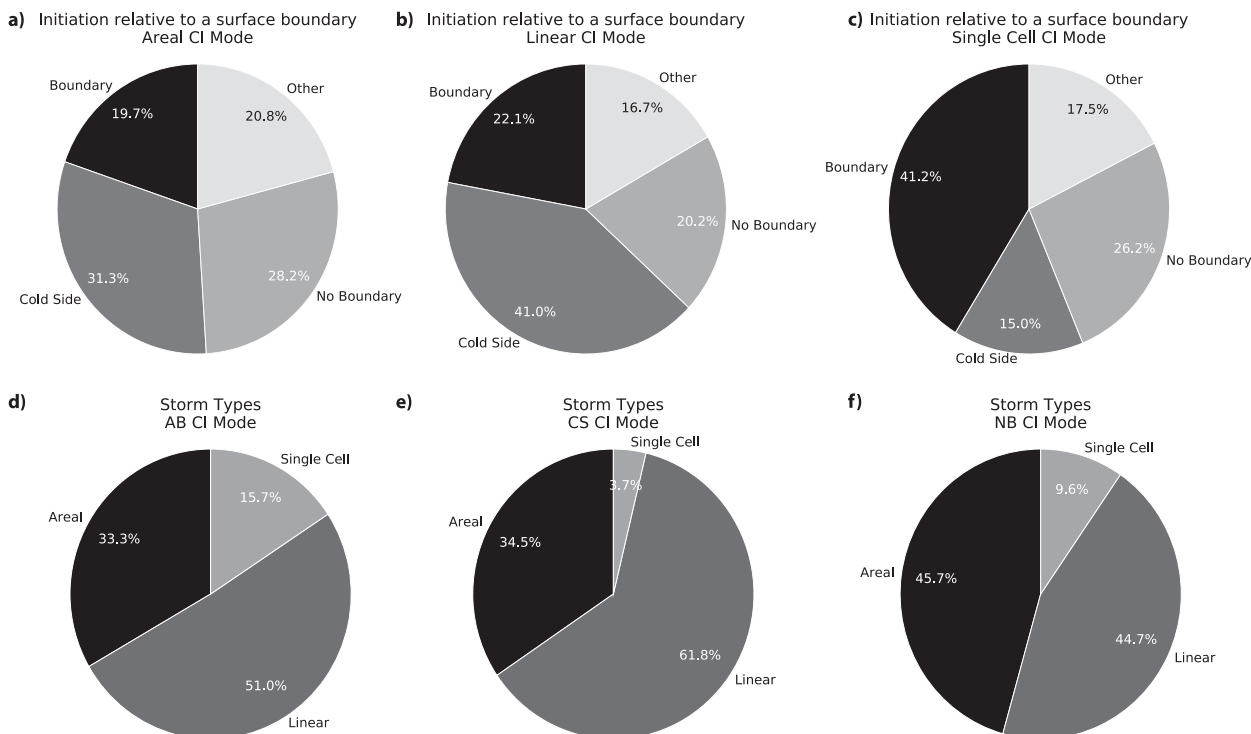 a) Initiation relative to a surface boundary
Areal CI Mode
Boundary
Other
19.7%
20.8%
31.3%
28.2%
Cold Side
No Boundary
b) Initiation relative to a surface boundary
Linear CI Mode
Other
Boundary
16.7%
22.1%
20.2%
No Boundary
41.0%
Cold Side
c) Initiation relative to a surface boundary
Single Cell CI Mode
Other
17.5%
Boundary
41.2%
26.2%
No Boundary
15.0%
Cold Side
d) Storm Types
AB CI Mode
Single Cell
15.7%
Areal
33.3%
51.0%
Linear
e) Storm Types
CS CI Mode
Single Cell
3.7%
Areal
34.5%
61.8%
Linear
f) Storm Types
NB CI Mode
Single Cell
9.6%
Areal
45.7%
44.7%
Linear